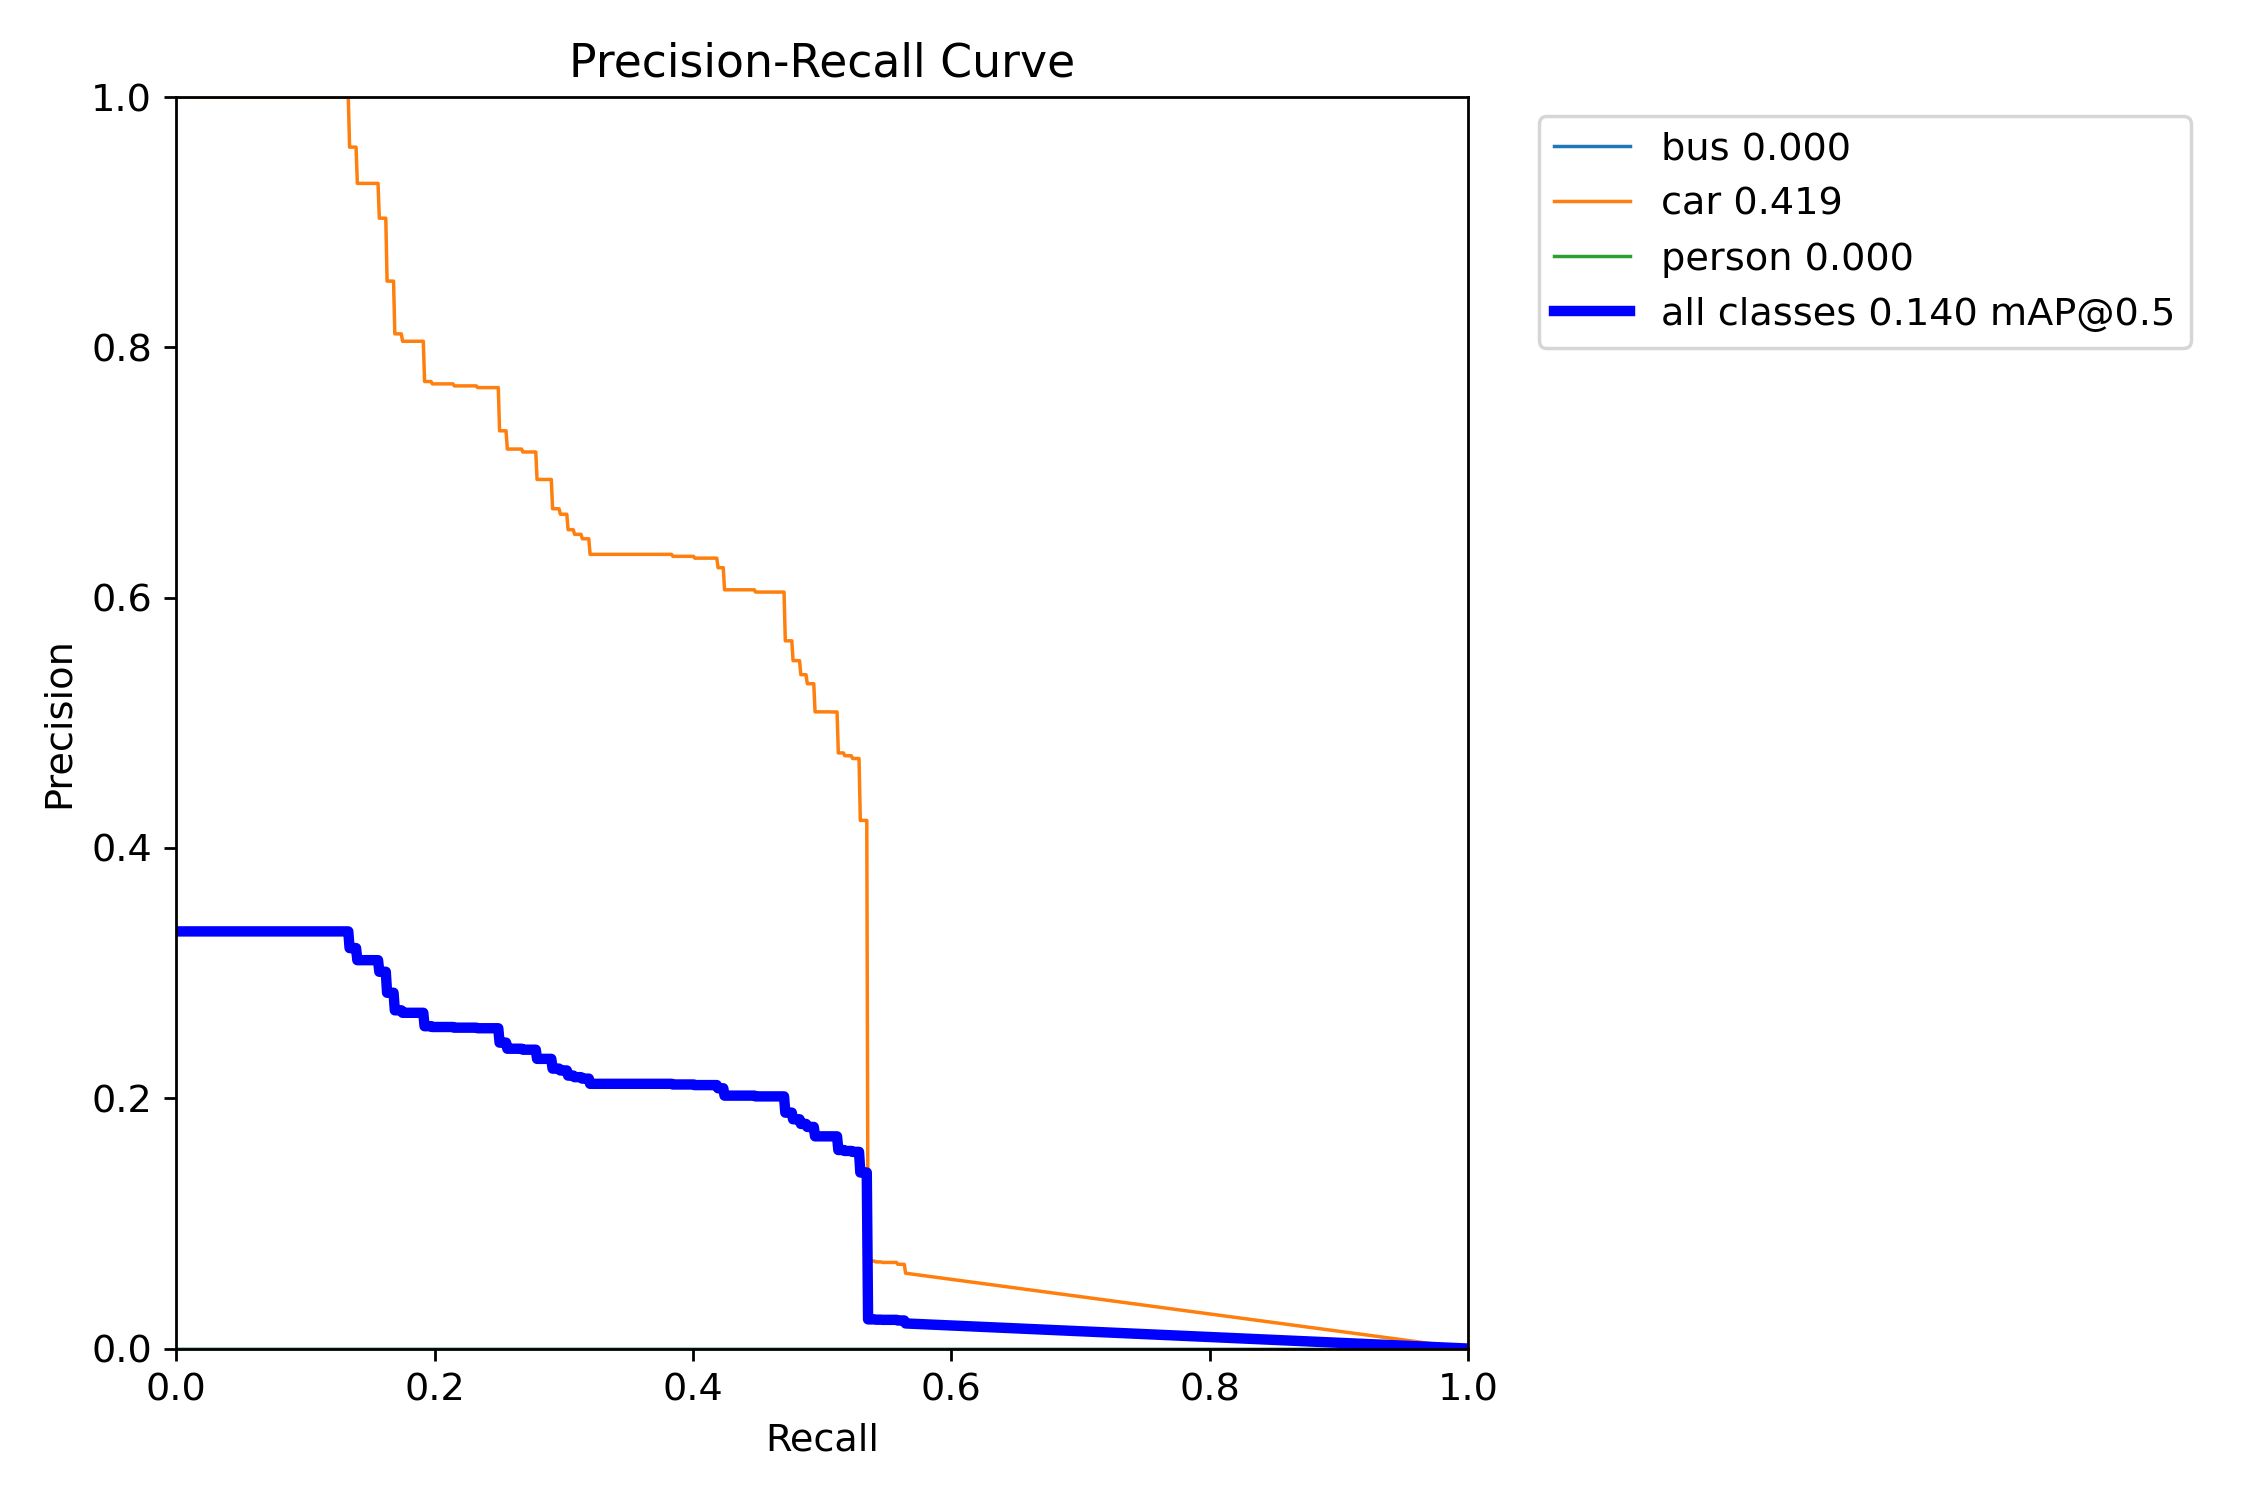 Precision-Recall Curve
1.0
0.8
0.6
0.4
0.2
0.0
Precision
0.0 0.2 0.4 0.6 0.8 1.0
Recall
bus 0.000
car 0.419
person 0.000
all classes 0.140 mAP@0.5